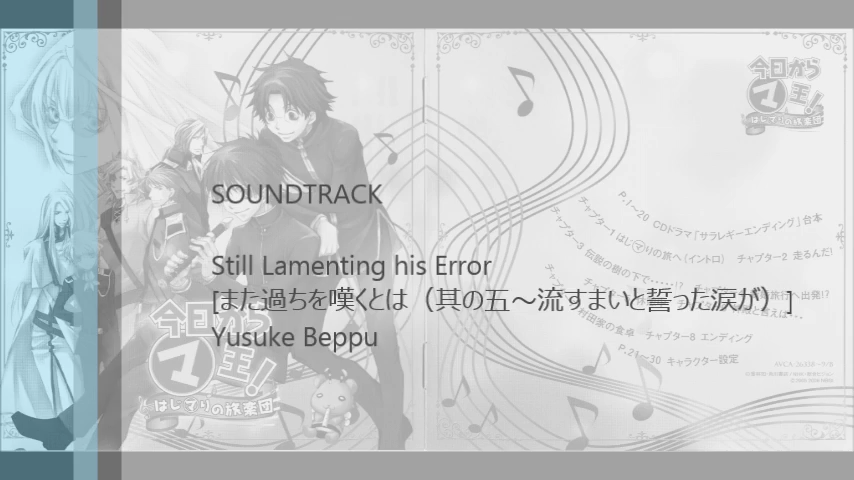 SOUNDTRACK
Still Lamenting his Error
[また過ちを嘆くとは（其の五～流すまいと誓った涙が）]
Yusuke Beppu
今日から
マ王!
はじマりの旅楽団
今日から
マ王!
はじマりの旅楽団
P.1～20 CDドラマ「サラレギーエンディング」台本
チャプター1 はじマりの旅へ(イントロ) チャプター2 走るんだ!
チャプター3 伝説の樹の下で・・・・・!?
旅行へ出発!?
村田家の食卓 チャプター8 エンディング
P.21～30 キャラクター設定